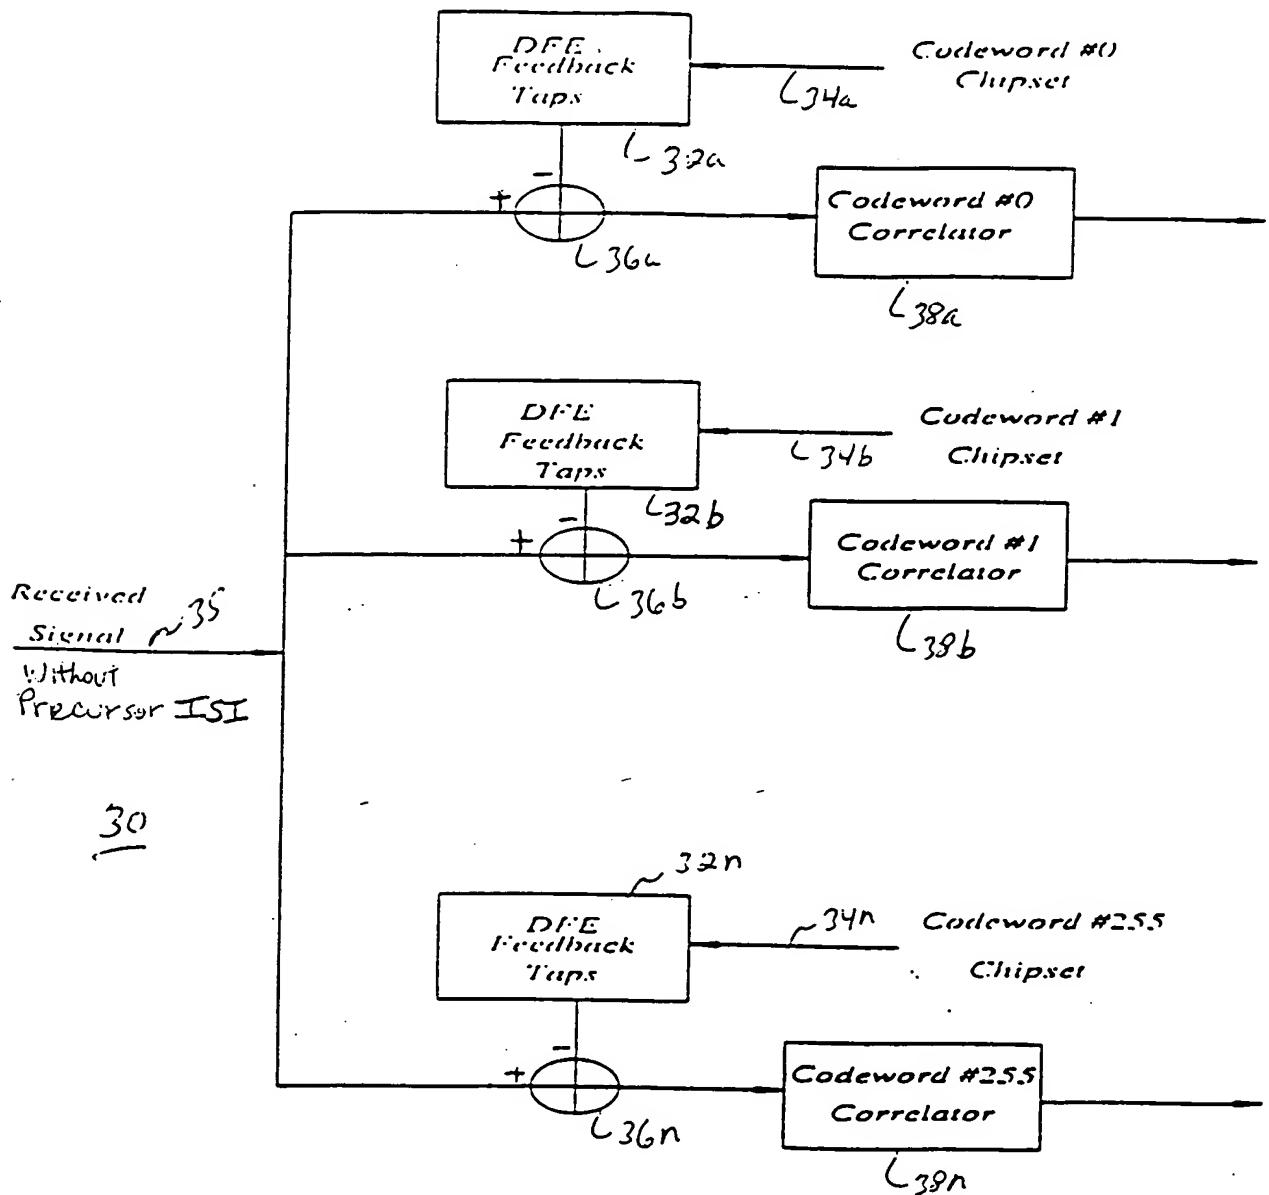 DFE
Feedback
Taps
Codeword #0
Chipset
34a
32a
-
+
36a
Codeword #0
Correlator
38a
DFE
Feedback
Taps
Codeword #1
Chipset
34b
32b
-
+
36b
Codeword #1
Correlator
38b
Received
Signal
35
Without
Precursor ISI
30
32n
DFE
Feedback
Taps
34n
Codeword #255
Chipset
-
+
36n
Codeword #255
Correlator
38n